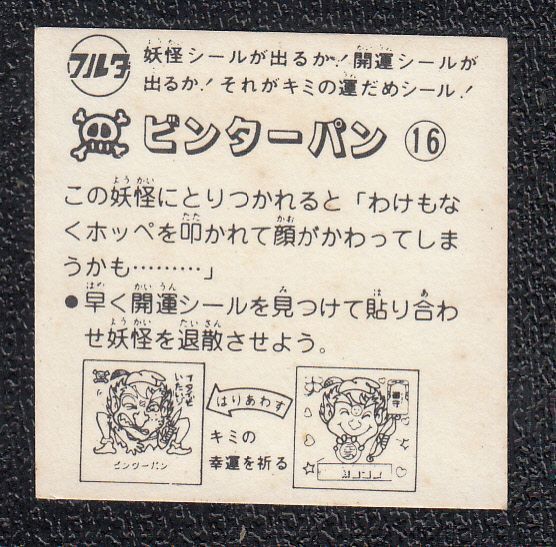 フルタ
妖怪シールが出るか!開運シールが
出るか!それがキミの運だめシール!
ビンターパン 16
この妖怪にとりつかれると「わけもな
くホッペを叩かれて顔がかわってしま
うかも………」
●早く開運シールを見つけて貼り合わ
せ妖怪を退散させよう。
はりあわす
キミの
幸運を祈る
ビンターパン